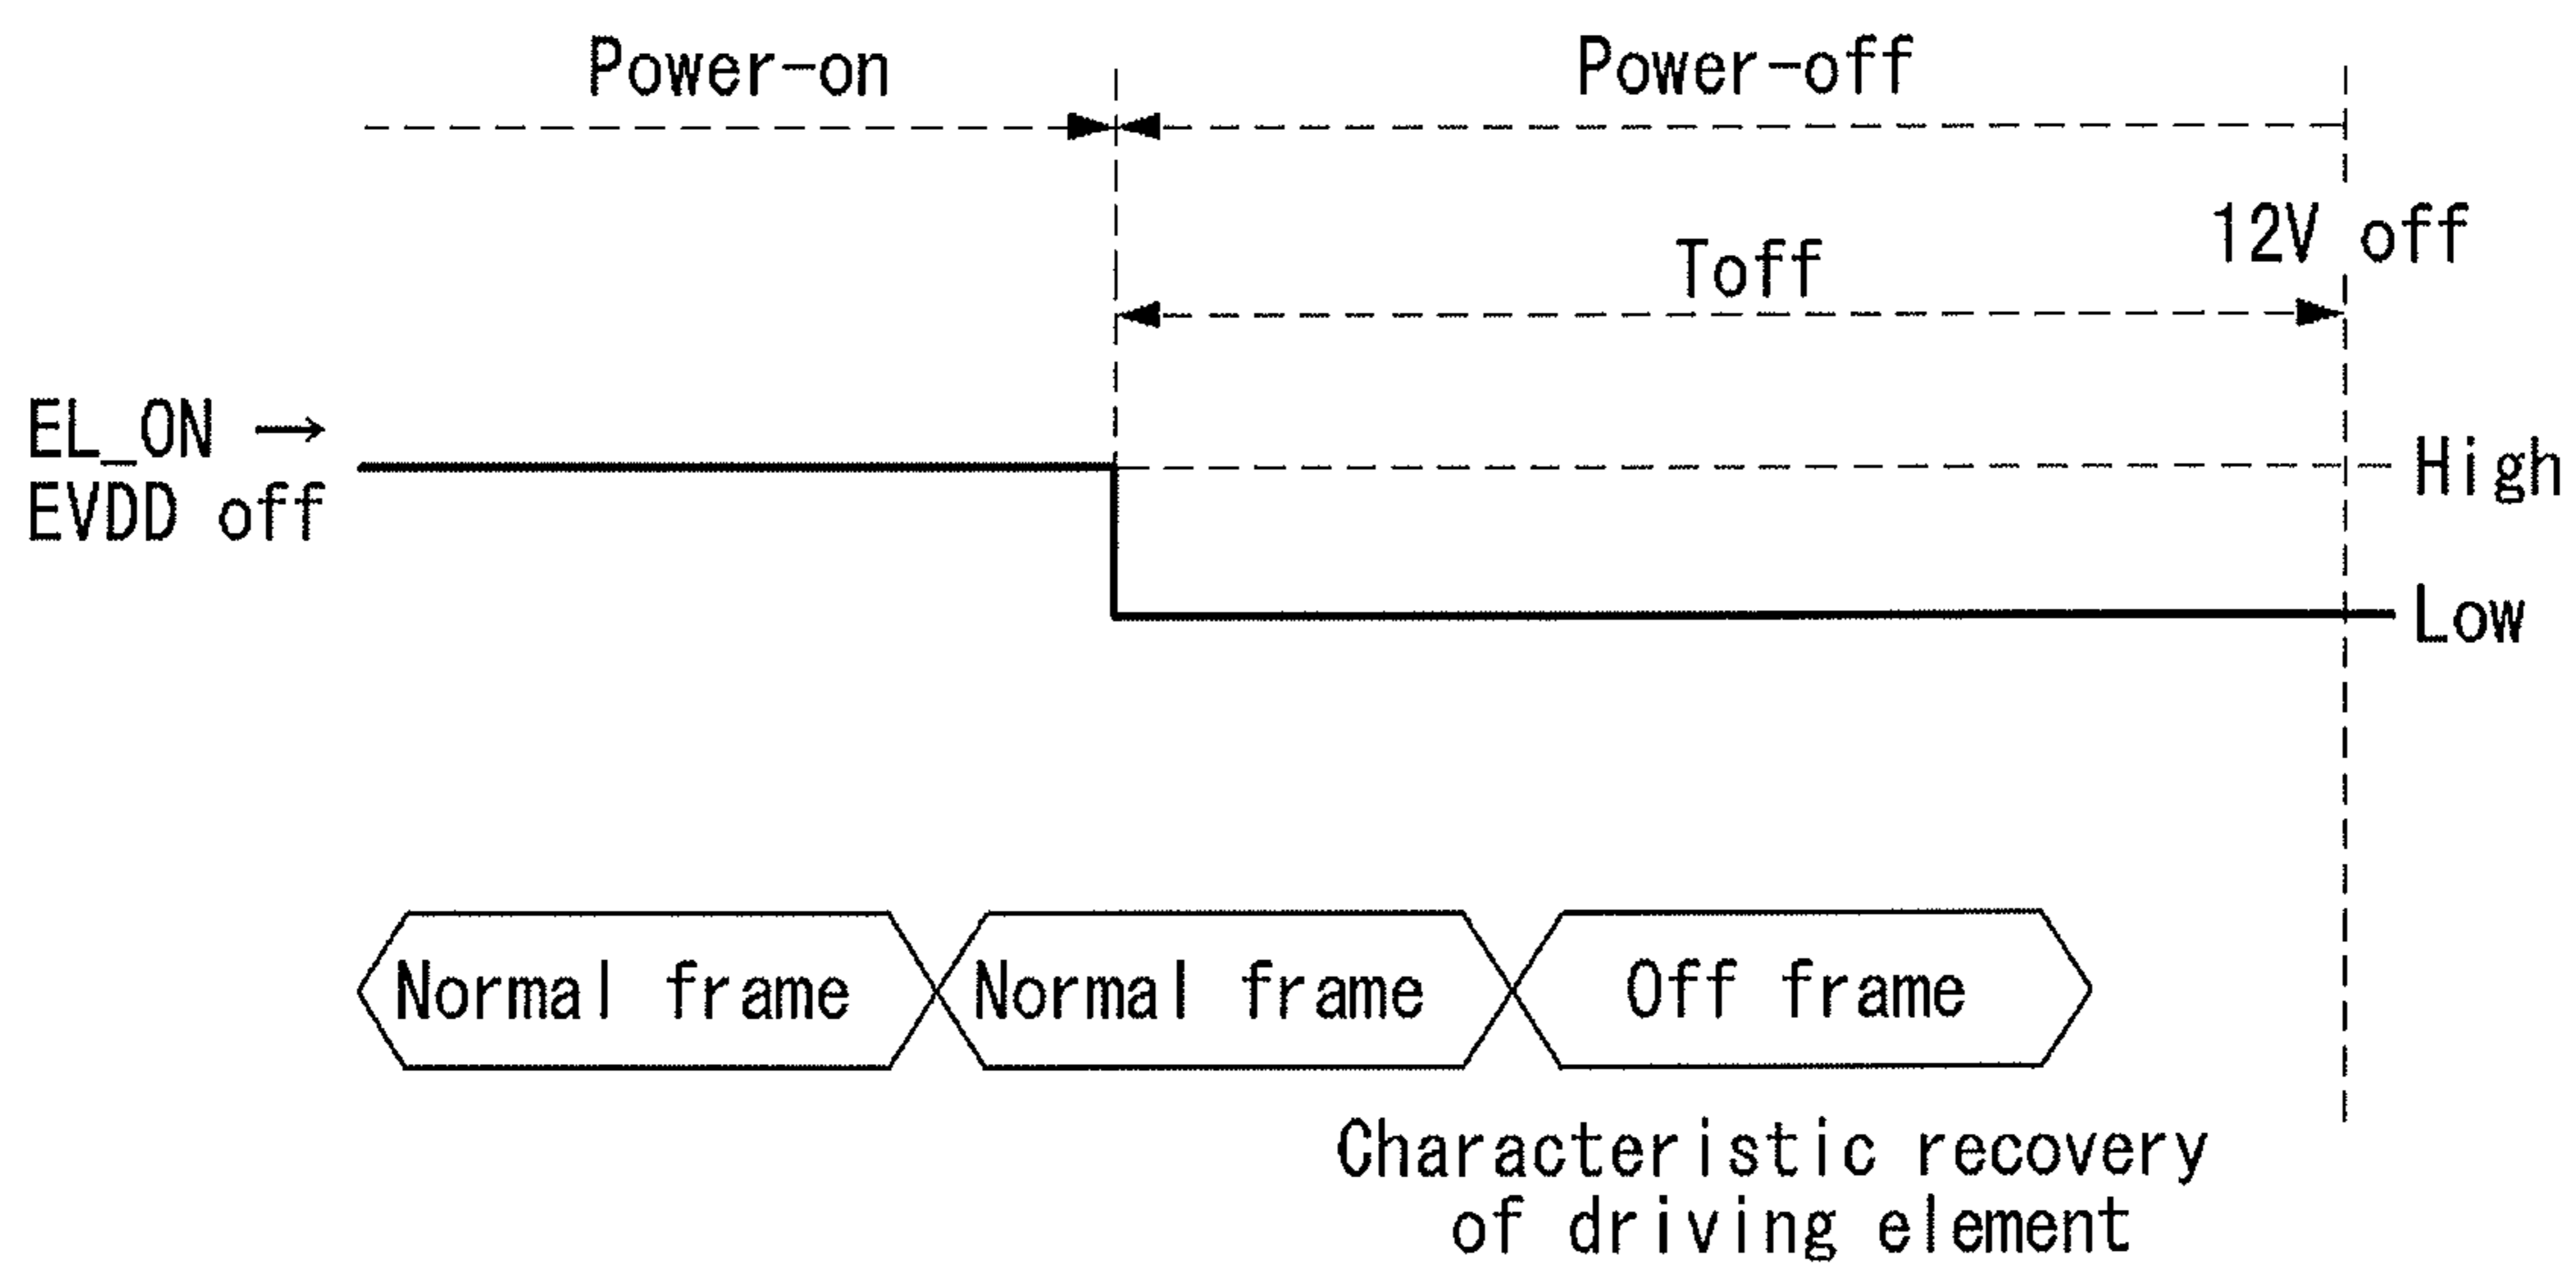 Power-on
Power-off
12V off
Toff
EL_ON →
EVDD off
High
Low
Normal frame
Normal frame
Off frame
Characteristic recovery
of driving element